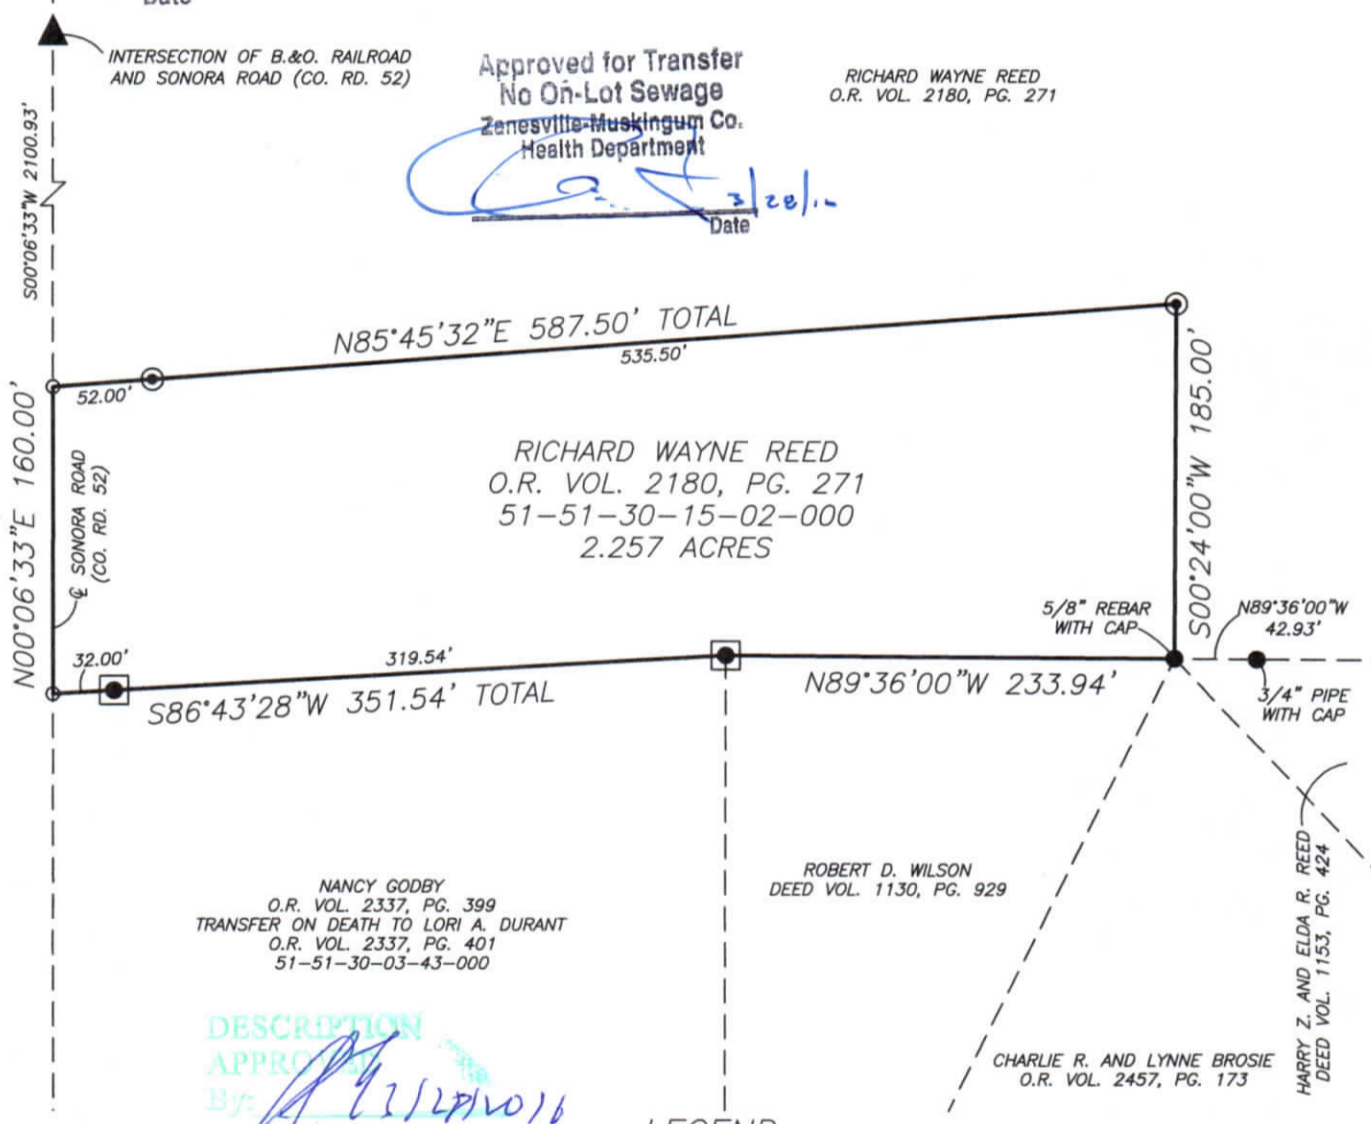 Date
INTERSECTION OF B.&O. RAILROAD
AND SONORA ROAD (CO. RD. 52)
Approved for Transfer
No On-Lot Sewage
Zanesville-Muskingum Co.
Health Department
Date
RICHARD WAYNE REED
O.R. VOL. 2180, PG. 271
S00°06'33"W 2100.93'
N85°45'32"E 587.50' TOTAL
535.50'
52.00'
N00°06'33"E 160.00'
℄ SONORA ROAD
(CO. RD. 52)
RICHARD WAYNE REED
O.R. VOL. 2180, PG. 271
51-51-30-15-02-000
2.257 ACRES
S00°24'00"W 185.00'
5/8" REBAR
WITH CAP
N89°36'00"W
42.93'
32.00'
319.54'
S86°43'28"W 351.54' TOTAL
N89°36'00"W 233.94'
3/4" PIPE
WITH CAP
NANCY GODBY
O.R. VOL. 2337, PG. 399
TRANSFER ON DEATH TO LORI A. DURANT
O.R. VOL. 2337, PG. 401
51-51-30-03-43-000
ROBERT D. WILSON
DEED VOL. 1130, PG. 929
HARRY Z. AND ELDA R. REED
DEED VOL. 1153, PG. 424
CHARLIE R. AND LYNNE BROSIE
O.R. VOL. 2457, PG. 173
DESCRIPTION
APPROVED
By: 3/28/2016
LEGEND